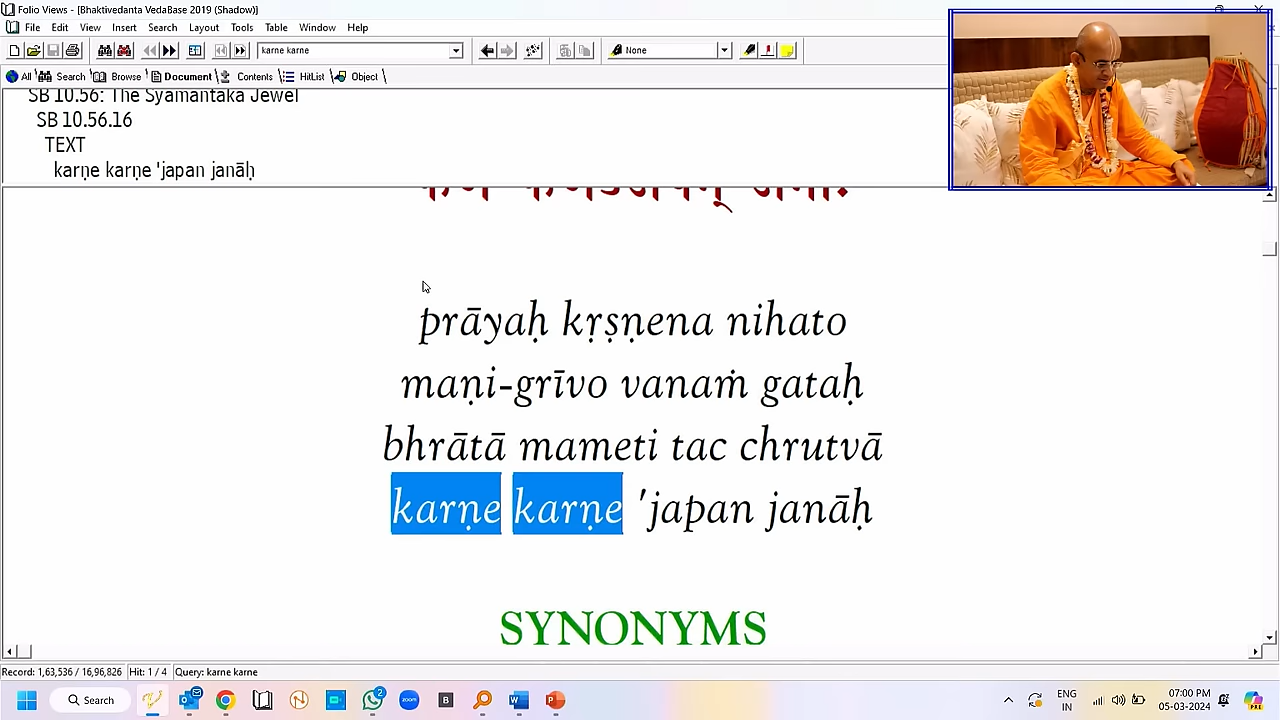 Folio Views - [Bhaktivedanta VedaBase 2019 (Shadow)]
File Edit View Insert Search Layout Tools Table Window Help
karne karne
None
All Search Browse Document Contents HitList Object
SB 10.56: The Syamantaka Jewel
SB 10.56.16
TEXT
karṇe karṇe 'japan janāḥ
prāyaḥ kṛṣṇena nihato
maṇi-grīvo vanaṁ gataḥ
bhrātā mameti tac chrutvā
karṇe karṇe 'japan janāḥ
SYNONYMS
Record: 1,63,536 / 16,96,826 Hit: 1 / 4 Query: karne karne
Search
2
zoom
B
ENG
IN
07:00 PM
05-03-2024
PRE